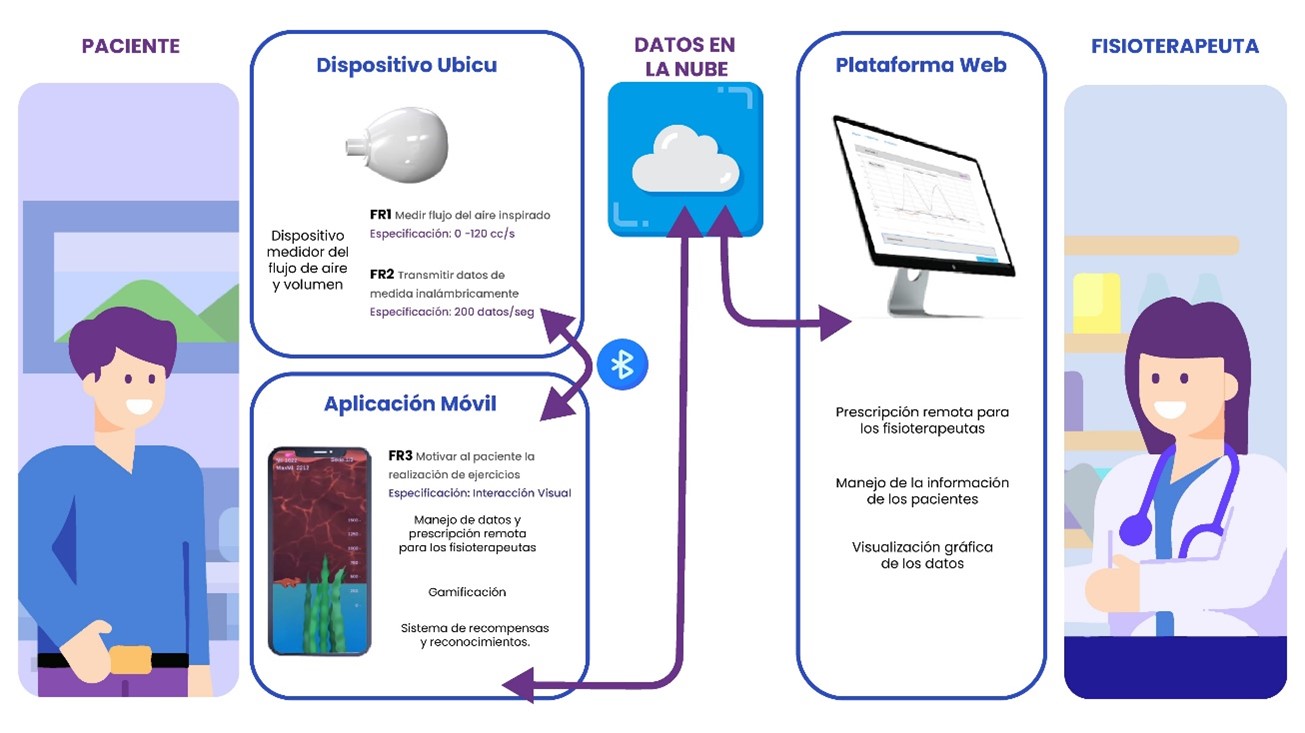 PACIENTE
Dispositivo Ubicu
Dispositivo
medidor del
flujo de aire
y volumen
FR1 Medir flujo del aire inspirado
Especificación: 0 -120 cc/s
FR2 Transmitir datos de
medida inalámbricamente
Especificación: 200 datos/seg
Aplicación Móvil
FR3 Motivar al paciente la
realización de ejercicios
Especificación: Interacción Visual
Manejo de datos y
prescripción remota
para los fisioterapeutas
Gamificación
Sistema de recompensas
y reconocimientos.
DATOS EN
LA NUBE
Plataforma Web
Prescripción remota para
los fisioterapeutas
Manejo de la información
de los pacientes
Visualización gráfica
de los datos
FISIOTERAPEUTA